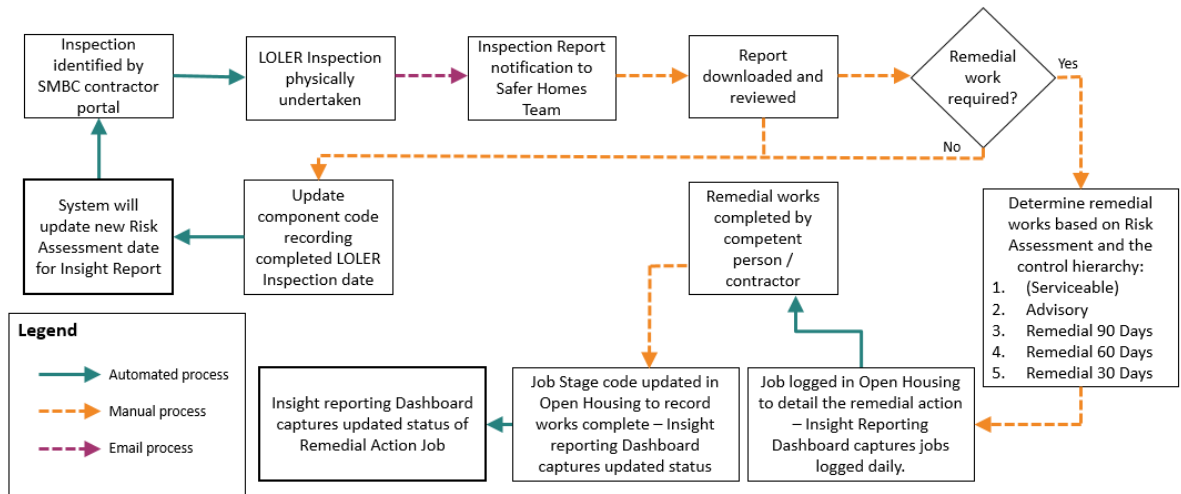 Inspection
identified by
SMBC contractor
portal
LOLER Inspection
physically
undertaken
Inspection Report
notification to
Safer Homes
Team
Report
downloaded and
reviewed
Remedial
work
required?
Yes
No
System will
update new Risk
Assessment date
for Insight Report
Update
component code
recording
completed LOLER
Inspection date
Remedial works
completed by
competent
person /
contractor
Determine remedial
works based on Risk
Assessment and the
control hierarchy:
1. (Serviceable)
2. Advisory
3. Remedial 90 Days
4. Remedial 60 Days
5. Remedial 30 Days
Legend
Automated process
Manual process
Email process
Insight reporting Dashboard
captures updated status of
Remedial Action Job
Job Stage code updated in
Open Housing to record
works complete – Insight
reporting Dashboard
captures updated status
Job logged in Open Housing
to detail the remedial action
– Insight Reporting
Dashboard captures jobs
logged daily.